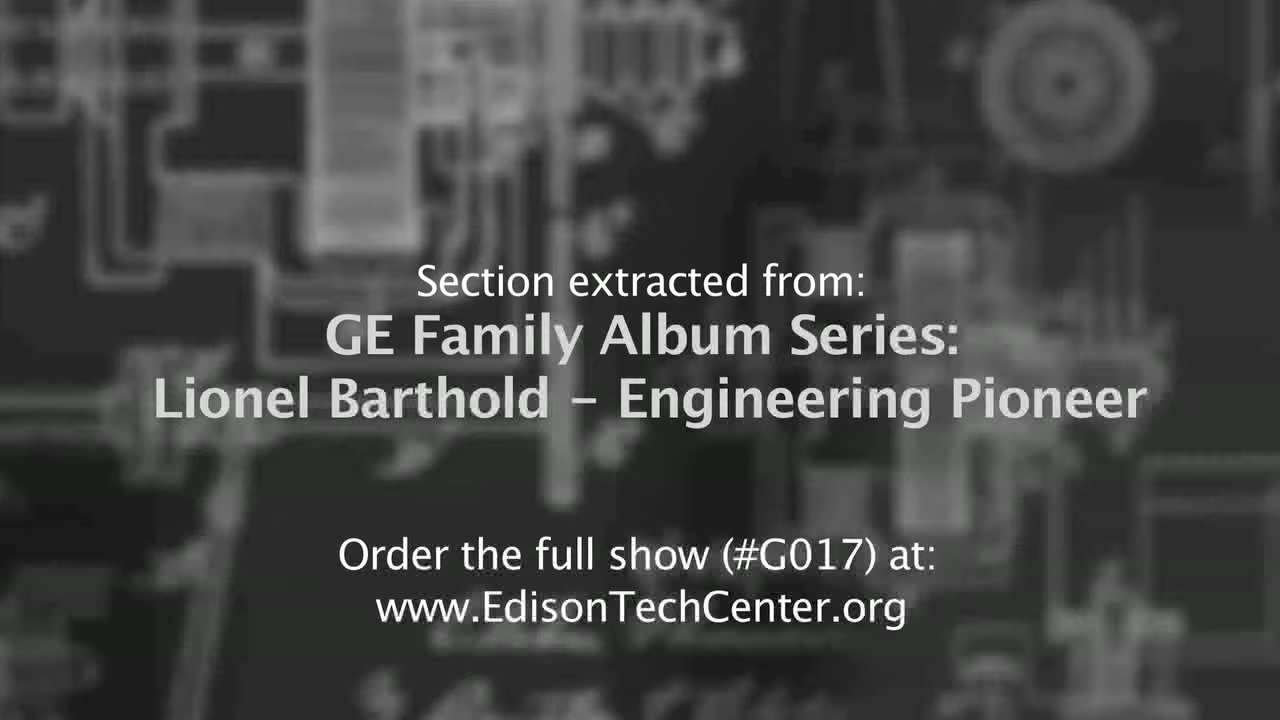 Section extracted from:
GE Family Album Series:
Lionel Barthold – Engineering Pioneer
Order the full show (#G017) at:
www.EdisonTechCenter.org